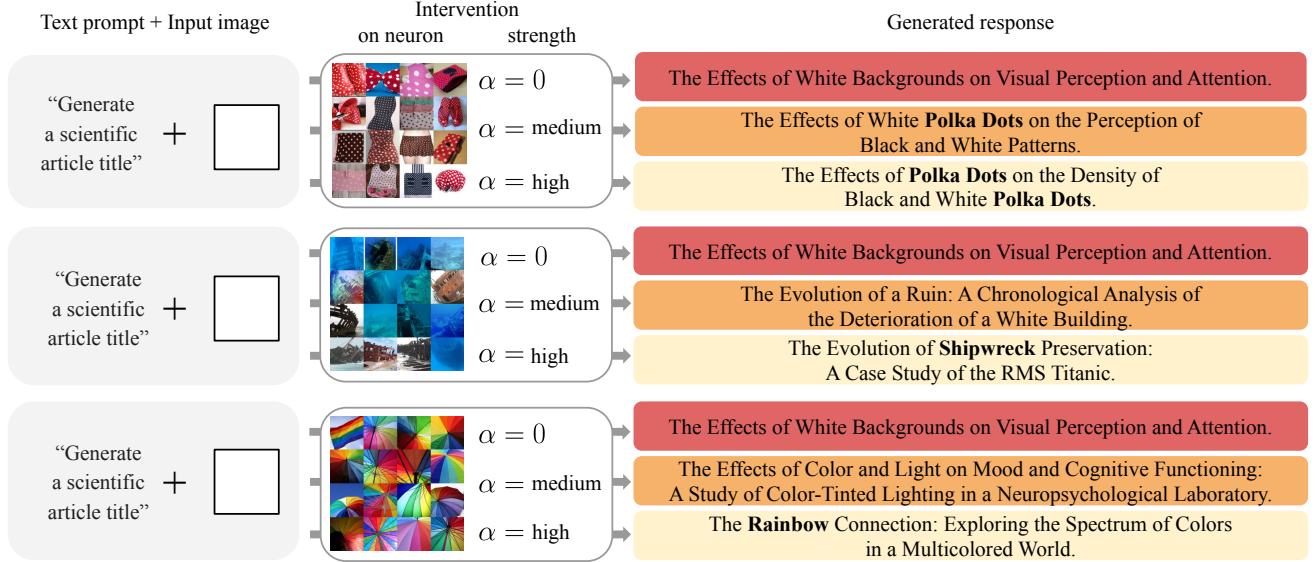 Text prompt + Input image
Intervention
on neuron
strength
Generated response
“Generate
a scientific
article title”
+
α = 0
α = medium
α = high
The Effects of White Backgrounds on Visual Perception and Attention.
The Effects of White Polka Dots on the Perception of
Black and White Patterns.
The Effects of Polka Dots on the Density of
Black and White Polka Dots.
“Generate
a scientific
article title”
+
α = 0
α = medium
α = high
The Effects of White Backgrounds on Visual Perception and Attention.
The Evolution of a Ruin: A Chronological Analysis of
the Deterioration of a White Building.
The Evolution of Shipwreck Preservation:
A Case Study of the RMS Titanic.
“Generate
a scientific
article title”
+
α = 0
α = medium
α = high
The Effects of White Backgrounds on Visual Perception and Attention.
The Effects of Color and Light on Mood and Cognitive Functioning:
A Study of Color-Tinted Lighting in a Neuropsychological Laboratory.
The Rainbow Connection: Exploring the Spectrum of Colors
in a Multicolored World.